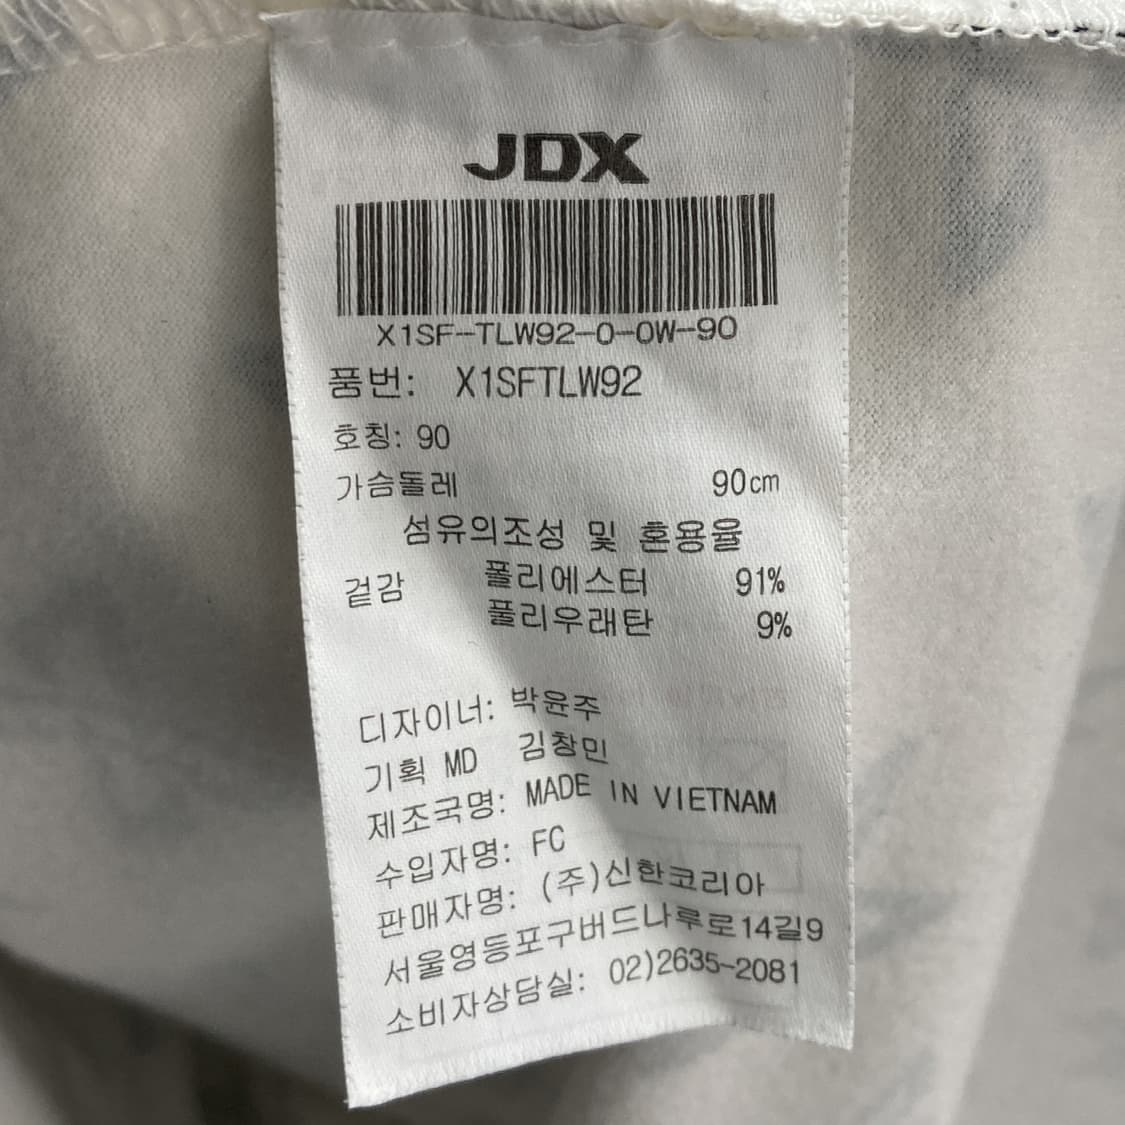 JDX
X1SF-TLW92-0-0W-90
품번: X1SFTLW92
호칭: 90
가슴둘레 90cm
섬유의조성 및 혼용율
겉감 폴리에스터 91%
풀리우래탄 9%
디자이너: 박윤주
기획 MD 김창민
제조국명: MADE IN VIETNAM
수입자명: FC
판매자명: (주)신한코리아
서울영등포구버드나루로14길9
소비자상담실: 02)2635-2081